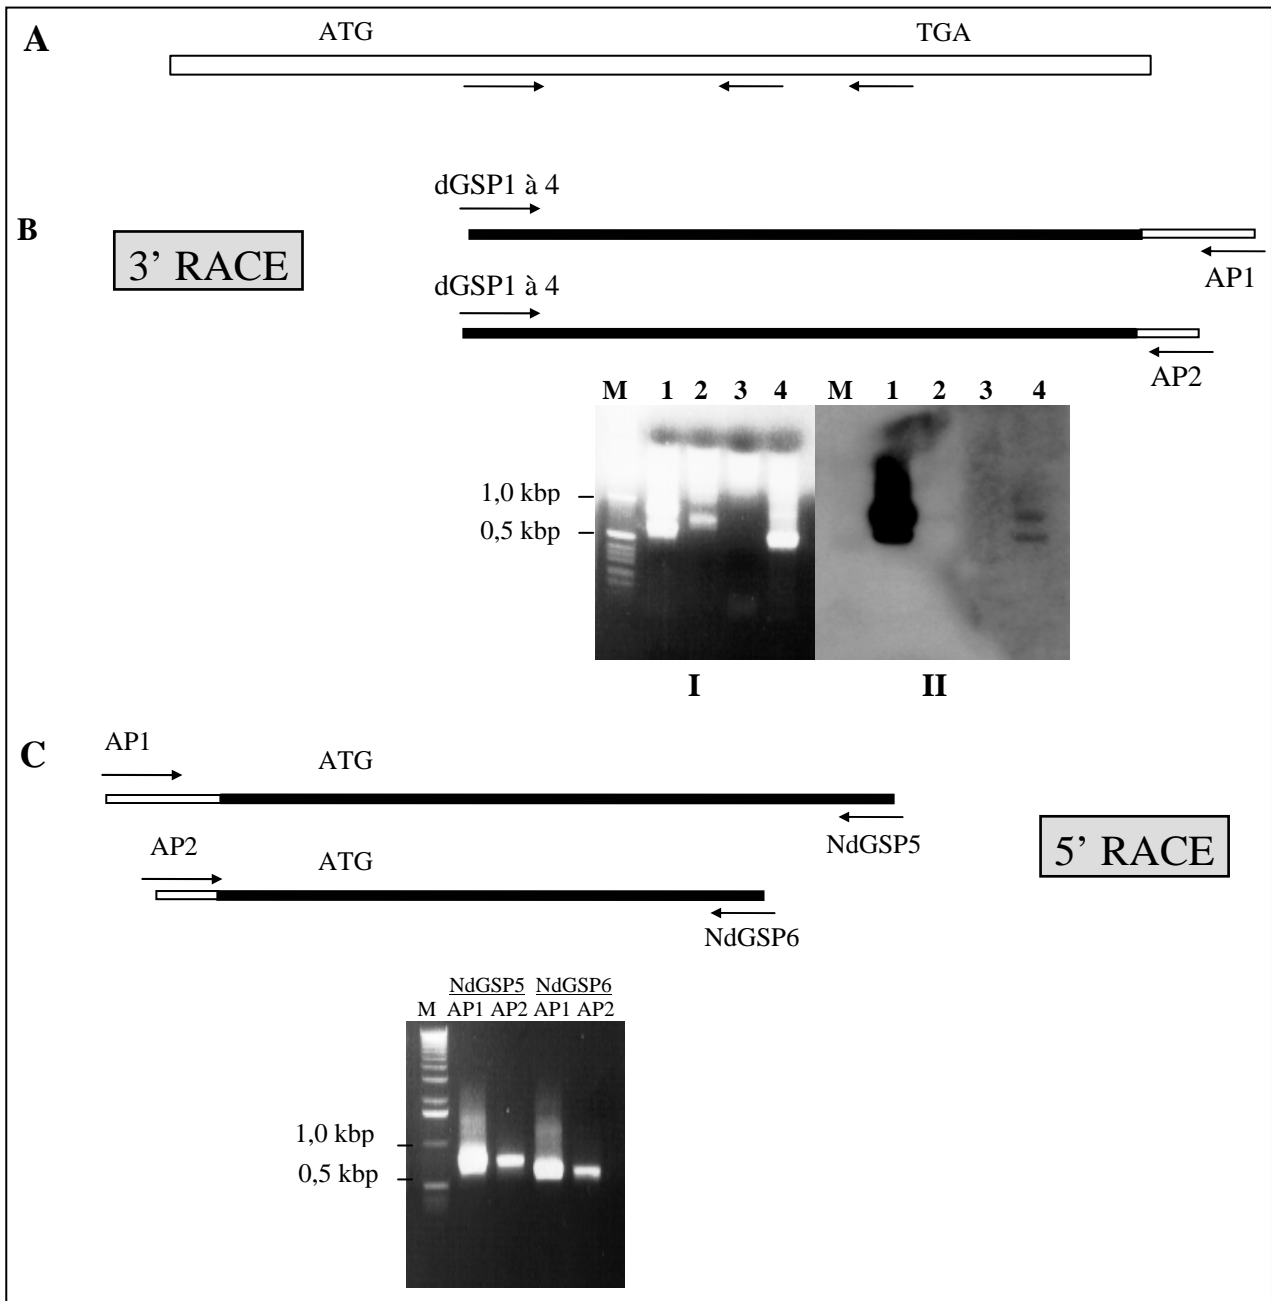 A
ATG TGA
dGSP1 à 4
B
3’ RACE
AP1
dGSP1 à 4
AP2
M 1 2 3 4 M 1 2 3 4
1,0 kbp
0,5 kbp
I II
C
AP1
ATG
NdGSP5
5’ RACE
AP2
ATG
NdGSP6
NdGSP5 NdGSP6
M AP1 AP2 AP1 AP2
1,0 kbp
0,5 kbp